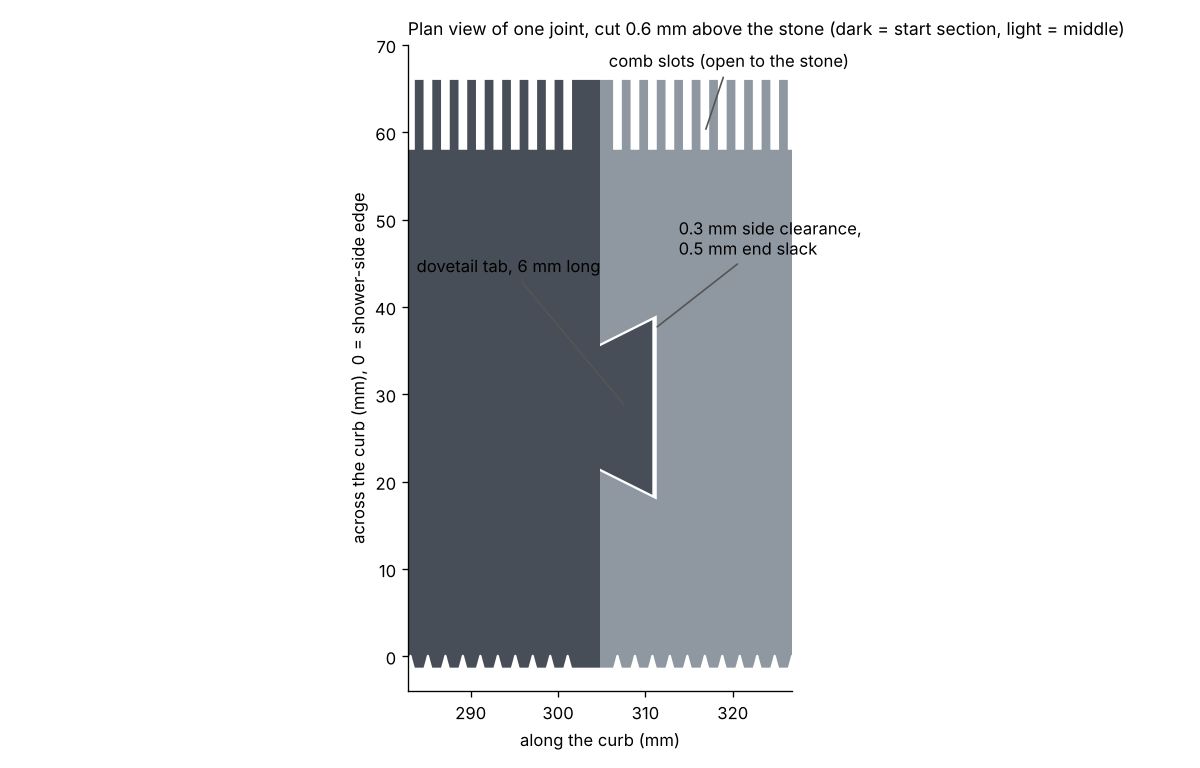 Plan view of one joint, cut 0.6 mm above the stone (dark = start section, light = middle)
comb slots (open to the stone)
0.3 mm side clearance,
0.5 mm end slack
dovetail tab, 6 mm long
across the curb (mm), 0 = shower-side edge
70
60
50
40
30
20
10
0
290
300
310
320
along the curb (mm)